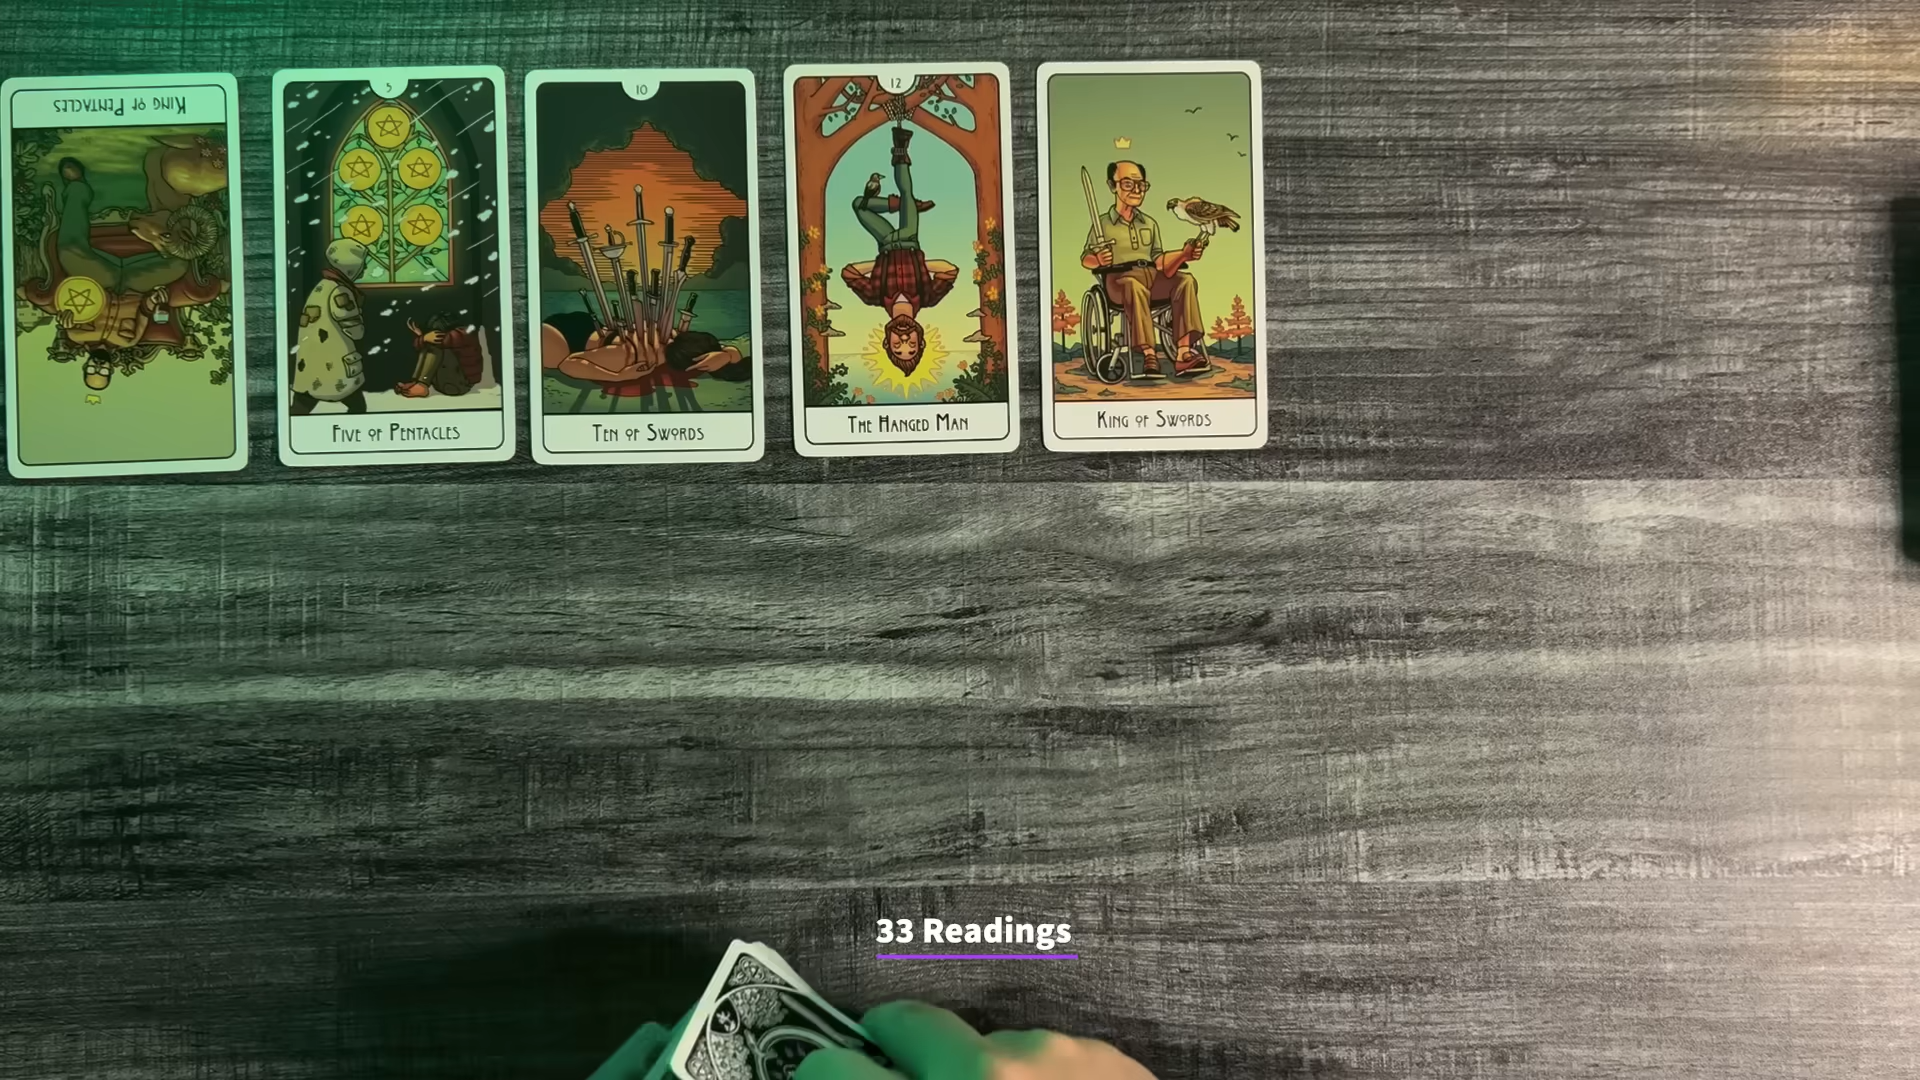 King of Pentacles
5
Five of Pentacles
10
Ten of Swords
12
The Hanged Man
King of Swords
33 Readings